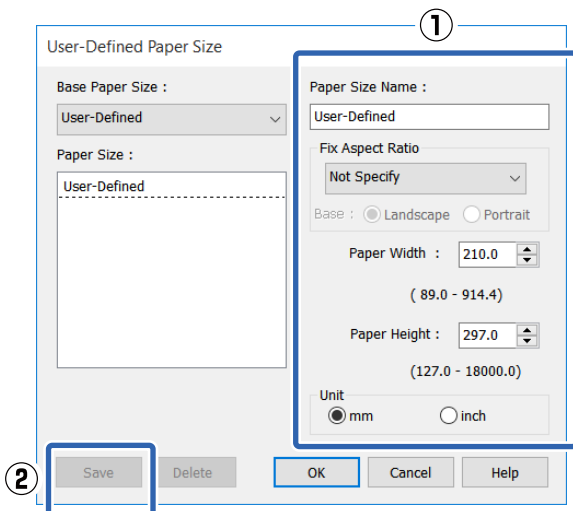 ①
User-Defined Paper Size
Base Paper Size :
User-Defined
Paper Size :
User-Defined
Paper Size Name :
User-Defined
Fix Aspect Ratio
Not Specify
Base : Landscape Portrait
Paper Width : 210.0
( 89.0 - 914.4)
Paper Height : 297.0
(127.0 - 18000.0)
Unit
mm inch
②
Save Delete OK Cancel Help